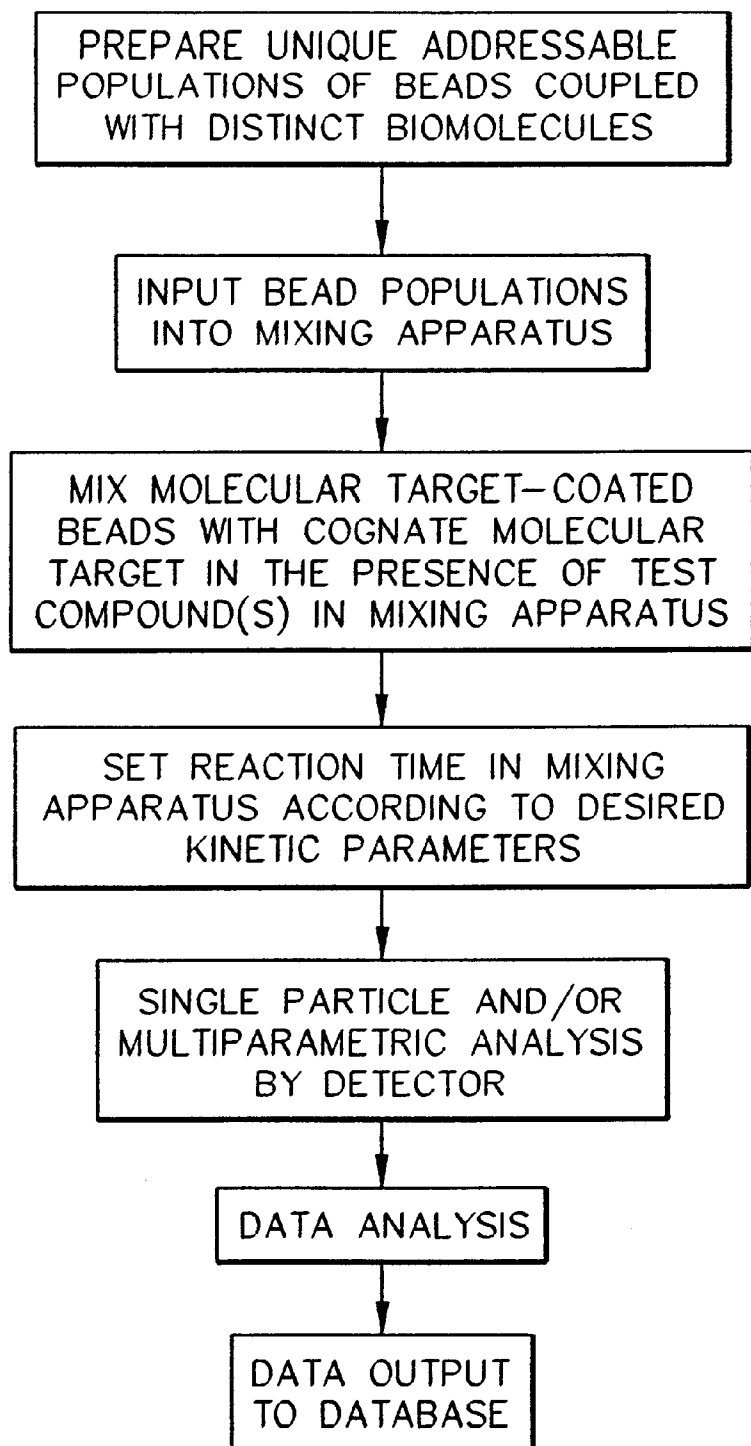 PREPARE UNIQUE ADDRESSABLE
POPULATIONS OF BEADS COUPLED
WITH DISTINCT BIOMOLECULES
INPUT BEAD POPULATIONS
INTO MIXING APPARATUS
MIX MOLECULAR TARGET-COATED
BEADS WITH COGNATE MOLECULAR
TARGET IN THE PRESENCE OF TEST
COMPOUND(S) IN MIXING APPARATUS
SET REACTION TIME IN MIXING
APPARATUS ACCORDING TO DESIRED
KINETIC PARAMETERS
SINGLE PARTICLE AND/OR
MULTIPARAMETRIC ANALYSIS
BY DETECTOR
DATA ANALYSIS
DATA OUTPUT
TO DATABASE